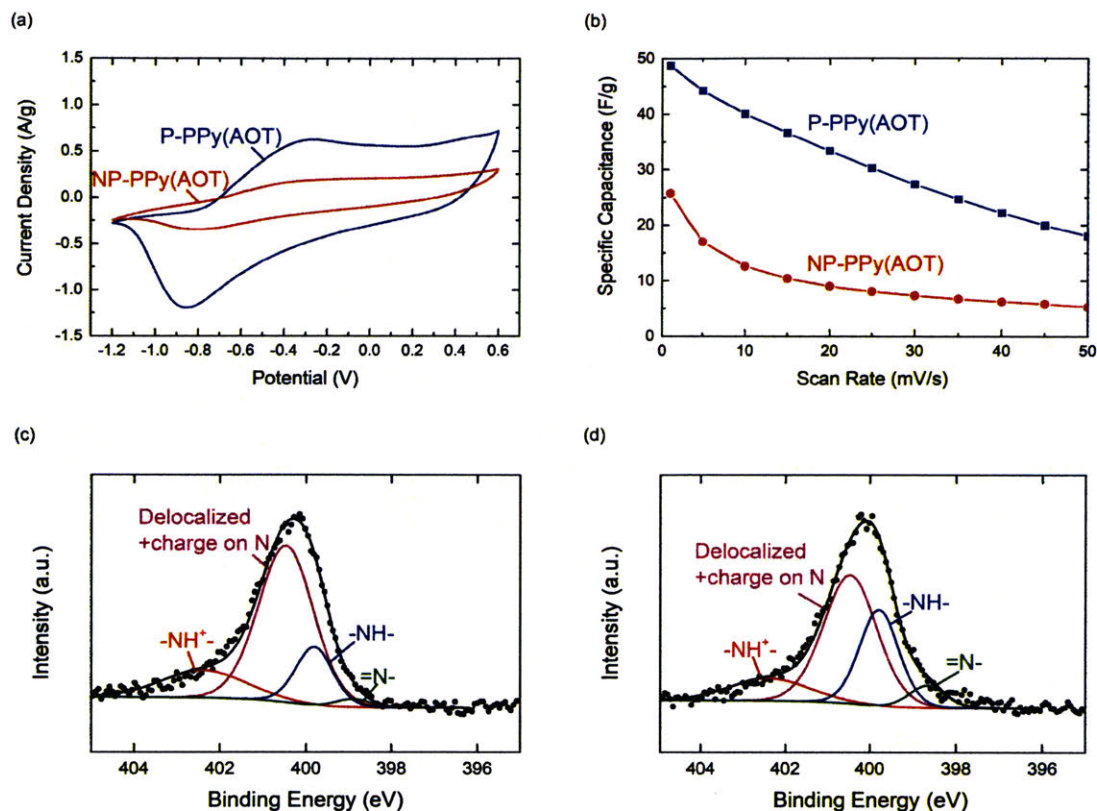 (a)
1.5
1.0
0.5
0.0
-0.5
-1.0
-1.5
Current Density (A/g)
P-PPy(AOT)
NP-PPy(AOT)
-1.2 -1.0 -0.8 -0.6 -0.4 -0.2 0.0 0.2 0.4 0.6
Potential (V)
(b)
50
40
30
20
10
0
Specific Capacitance (F/g)
P-PPy(AOT)
NP-PPy(AOT)
0 10 20 30 40 50
Scan Rate (mV/s)
(c)
Intensity (a.u.)
Delocalized
+charge on N
-NH⁺-
-NH-
=N-
404 402 400 398 396
Binding Energy (eV)
(d)
Intensity (a.u.)
Delocalized
+charge on N
-NH⁺-
-NH-
=N-
404 402 400 398 396
Binding Energy (eV)